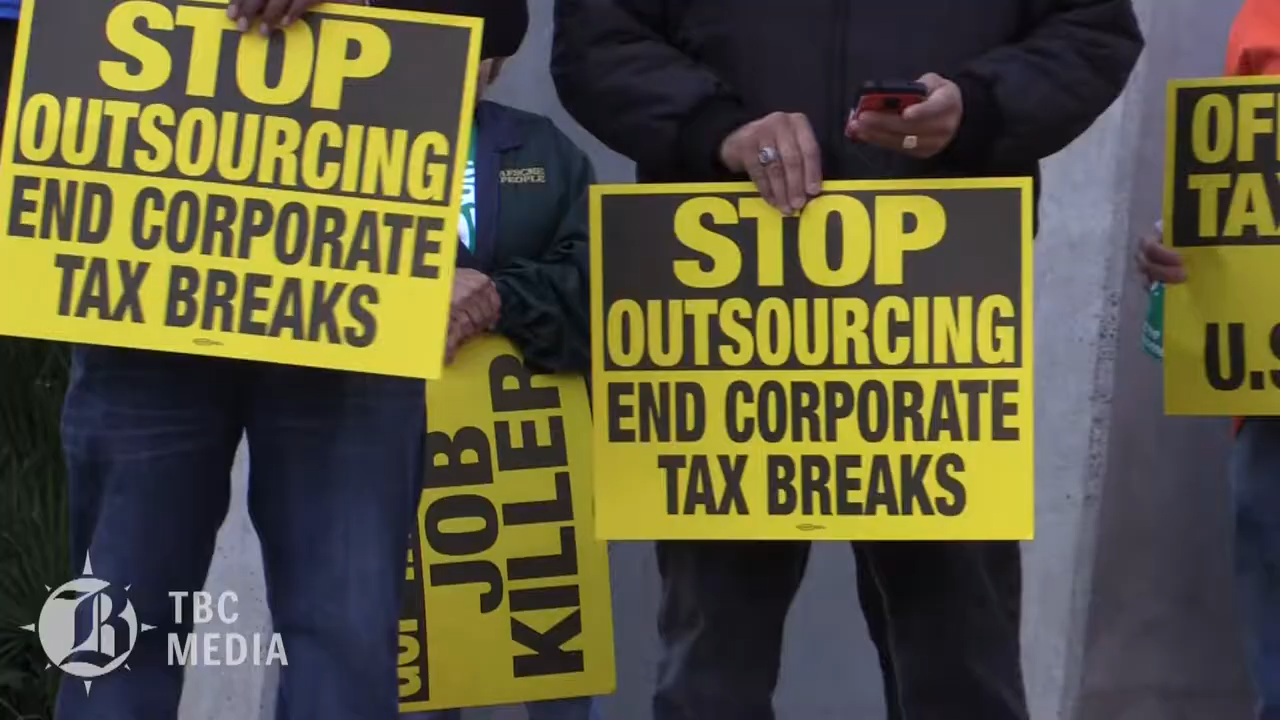 STOP
OUTSOURCING
END CORPORATE
TAX BREAKS
STOP
OUTSOURCING
END CORPORATE
TAX BREAKS
JOB
KILLER
U.S
TBC
MEDIA